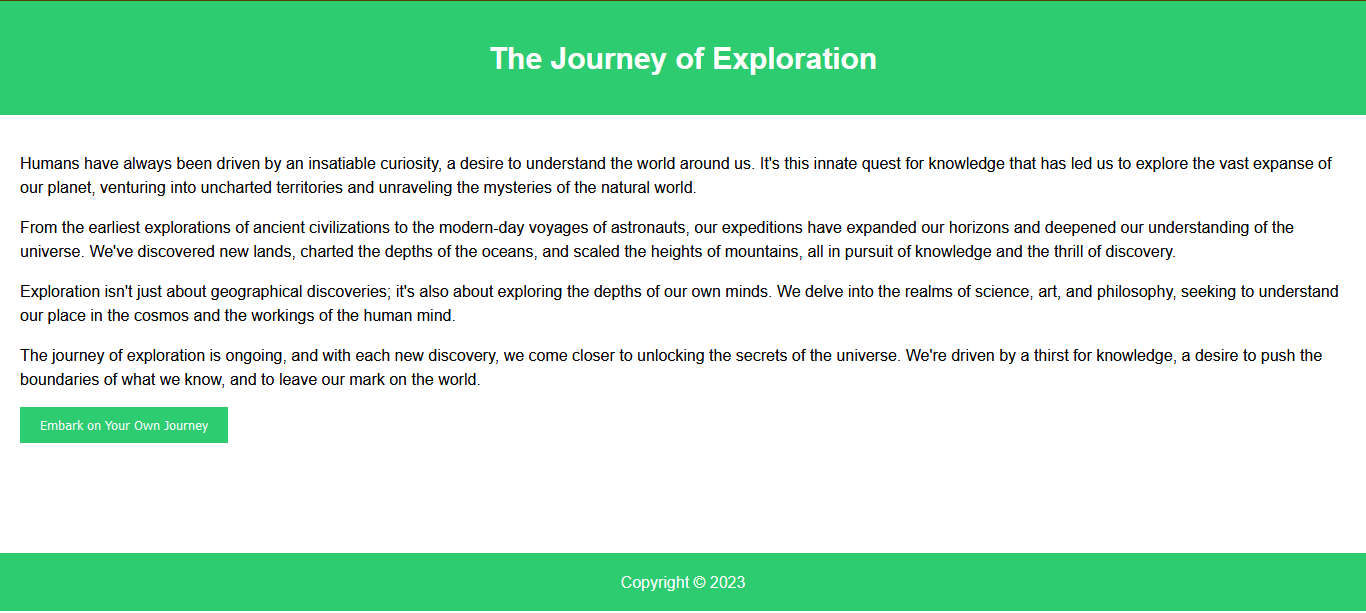 The Journey of Exploration
Humans have always been driven by an insatiable curiosity, a desire to understand the world around us. It's this innate quest for knowledge that has led us to explore the vast expanse of
our planet, venturing into uncharted territories and unraveling the mysteries of the natural world.
From the earliest explorations of ancient civilizations to the modern-day voyages of astronauts, our expeditions have expanded our horizons and deepened our understanding of the
universe. We've discovered new lands, charted the depths of the oceans, and scaled the heights of mountains, all in pursuit of knowledge and the thrill of discovery.
Exploration isn't just about geographical discoveries; it's also about exploring the depths of our own minds. We delve into the realms of science, art, and philosophy, seeking to understand
our place in the cosmos and the workings of the human mind.
The journey of exploration is ongoing, and with each new discovery, we come closer to unlocking the secrets of the universe. We're driven by a thirst for knowledge, a desire to push the
boundaries of what we know, and to leave our mark on the world.
Embark on Your Own Journey
Copyright © 2023